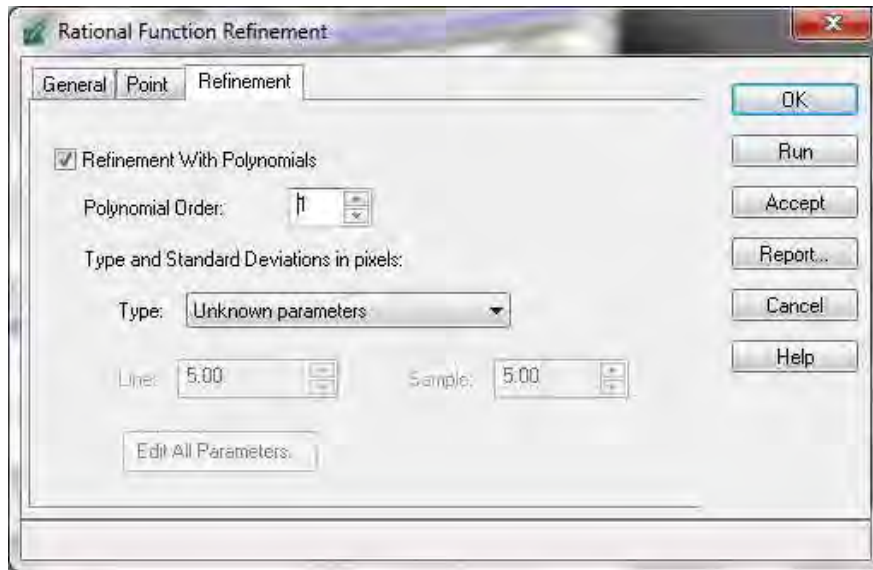 Rational Function Refinement
General Point Refinement
Refinement With Polynomials
Polynomial Order: 1
Type and Standard Deviations in pixels:
Type: Unknown parameters
Line: 5.00 Sample: 5.00
Edit All Parameters.
OK
Run
Accept
Report...
Cancel
Help